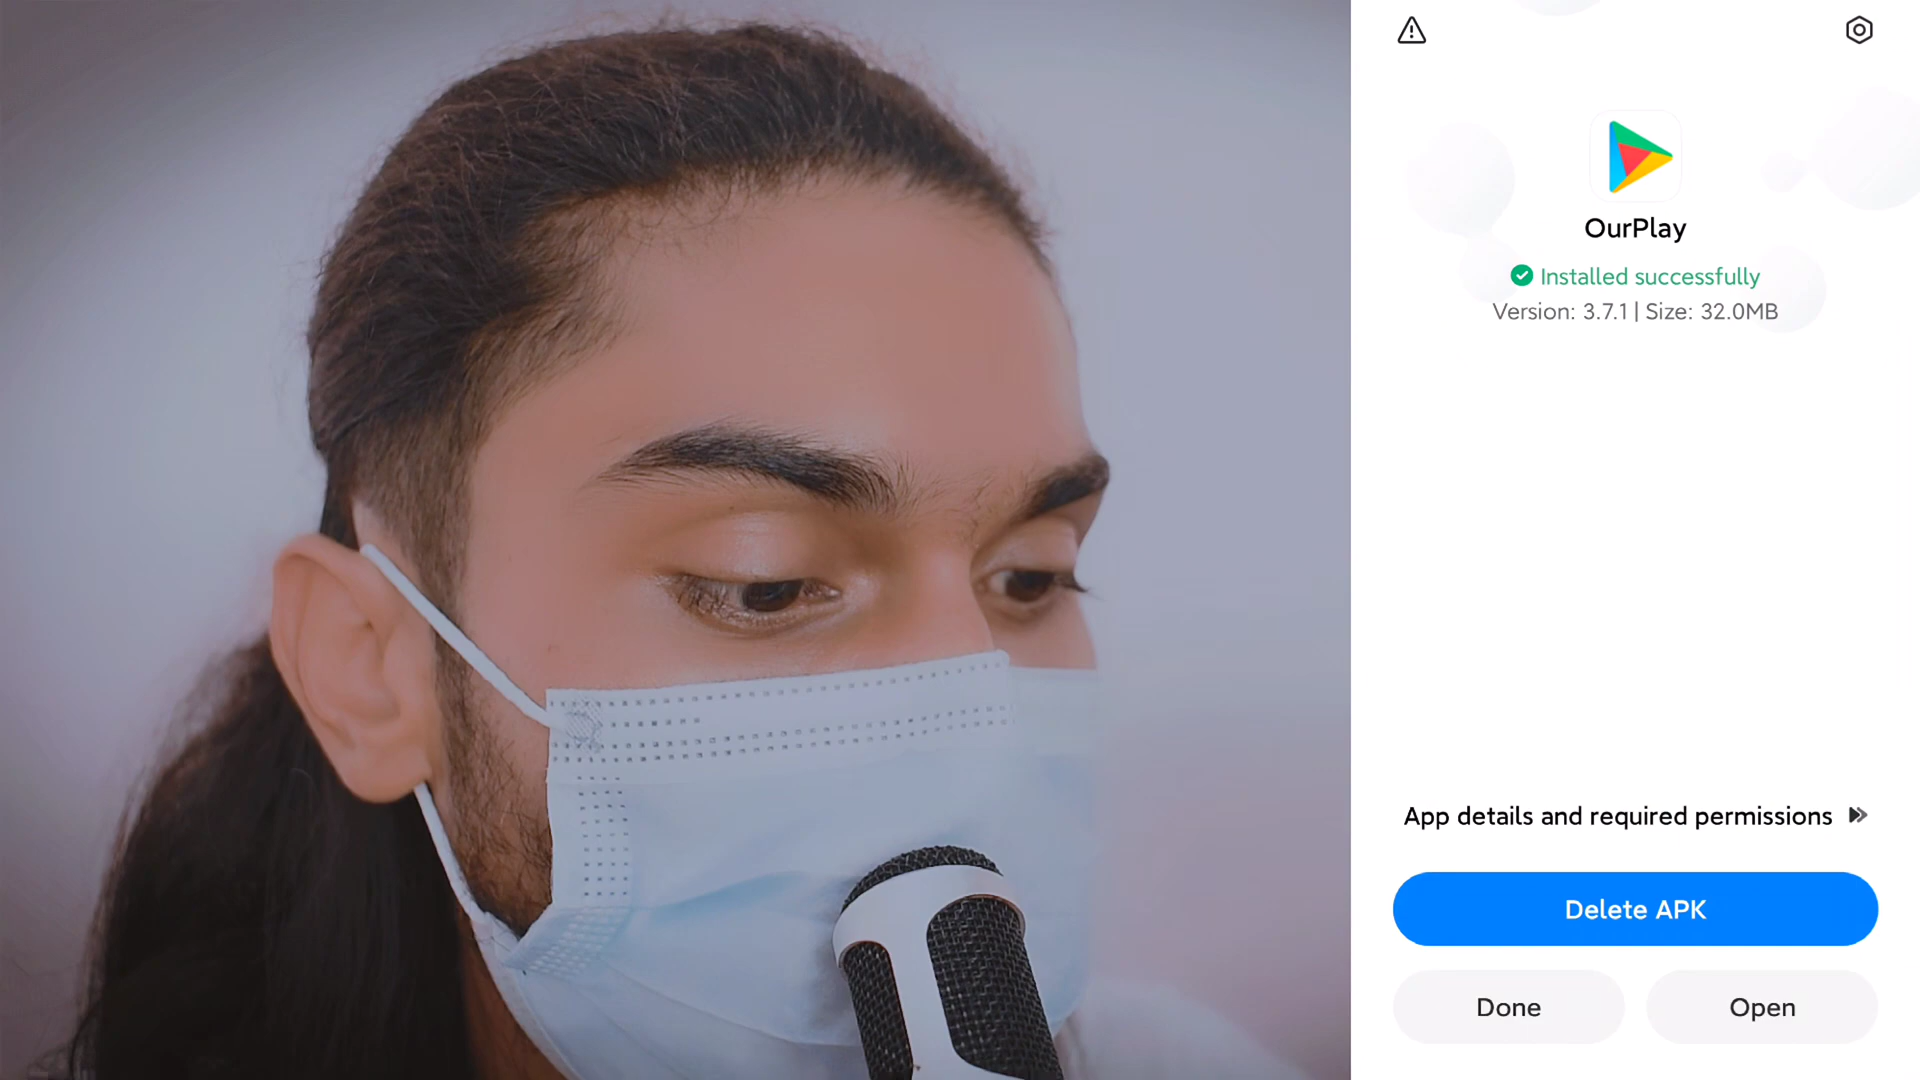 OurPlay
Installed successfully
Version: 3.7.1 | Size: 32.0MB
App details and required permissions
Delete APK
Done
Open